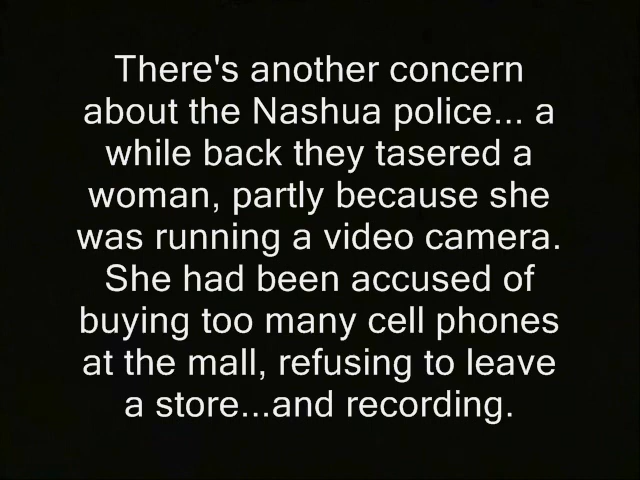 There's another concern
about the Nashua police... a
while back they tasered a
woman, partly because she
was running a video camera.
She had been accused of
buying too many cell phones
at the mall, refusing to leave
a store...and recording.